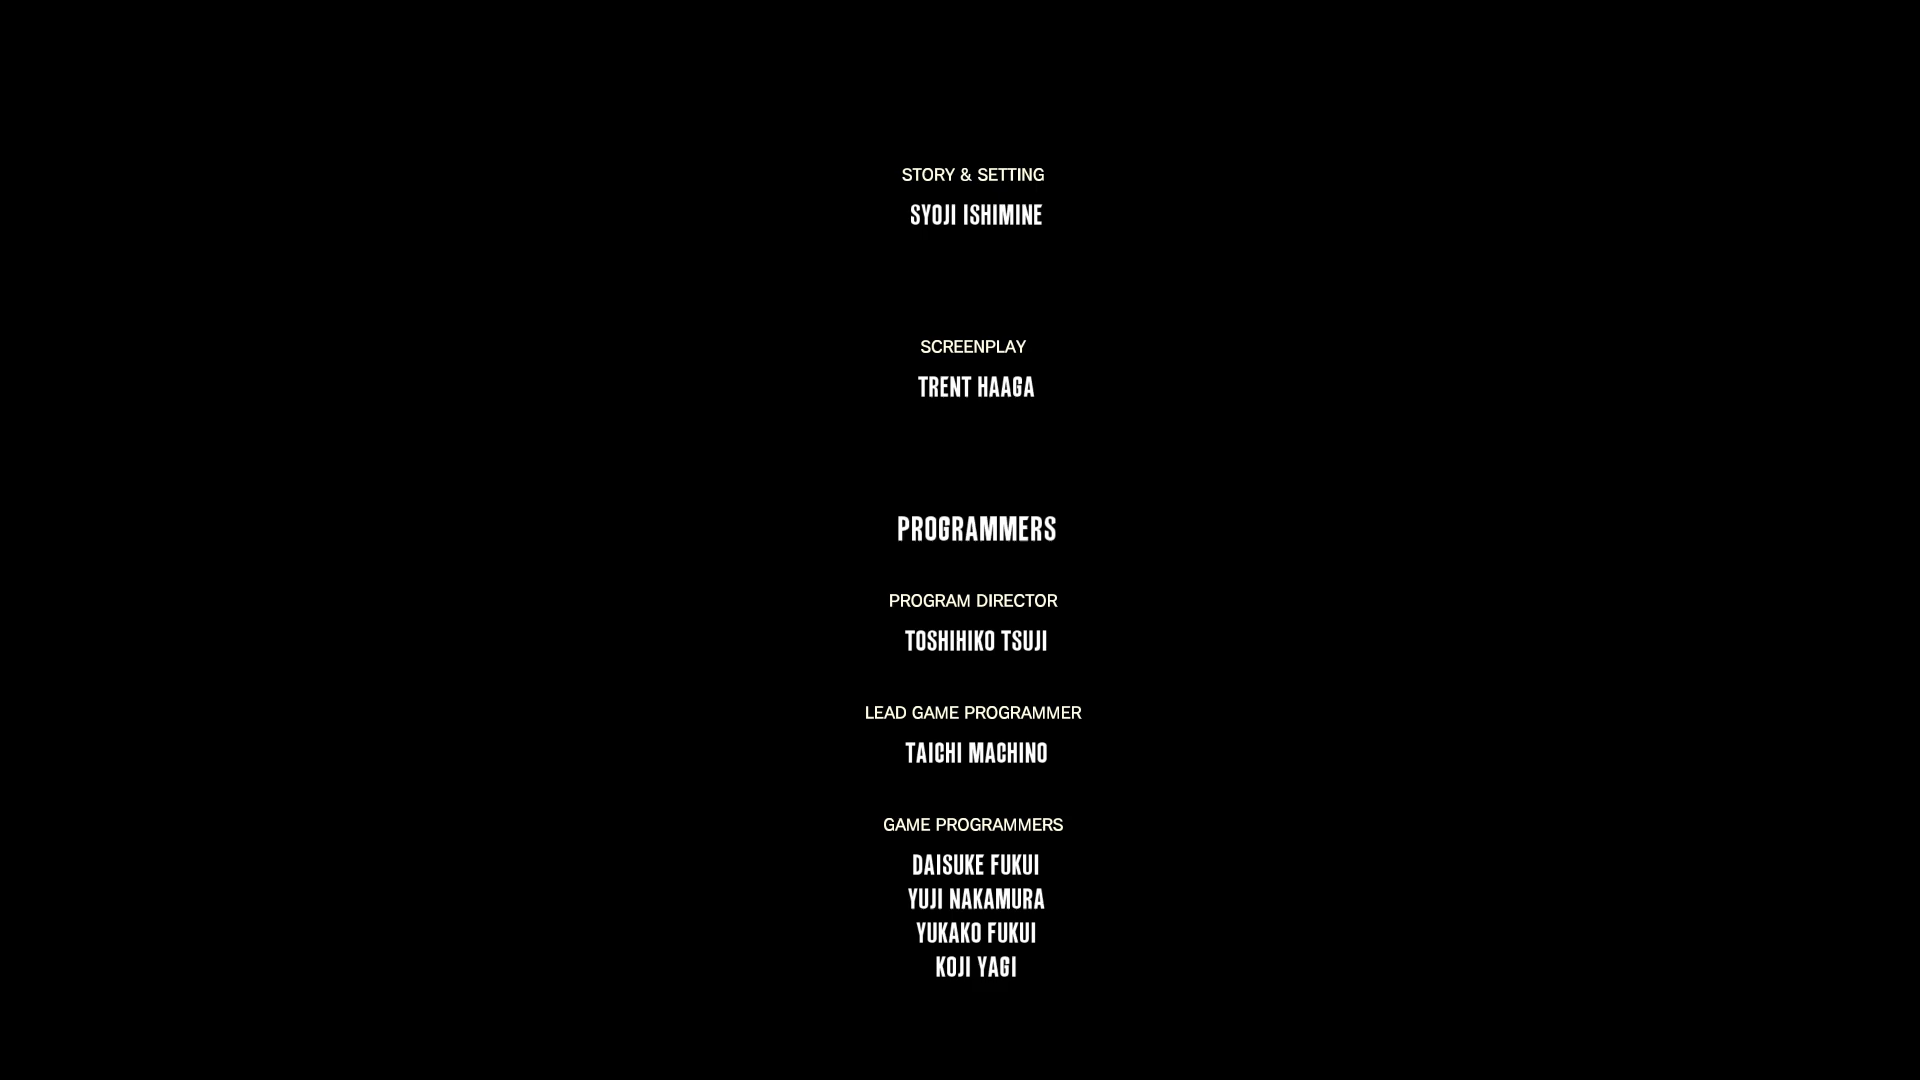 STORY & SETTING
SYOJI ISHIMINE
SCREENPLAY
TRENT HAAGA
PROGRAMMERS
PROGRAM DIRECTOR
TOSHIHIKO TSUJI
LEAD GAME PROGRAMMER
TAICHI MACHINO
GAME PROGRAMMERS
DAISUKE FUKUI
YUJI NAKAMURA
YUKAKO FUKUI
KOJI YAGI